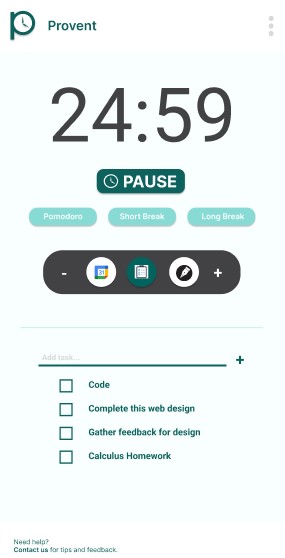 Provent
24:59
PAUSE
Pomodoro Short Break Long Break
- 31 +
Add task... +
Code
Complete this web design
Gather feedback for design
Calculus Homework
Need help?
Contact us for tips and feedback.